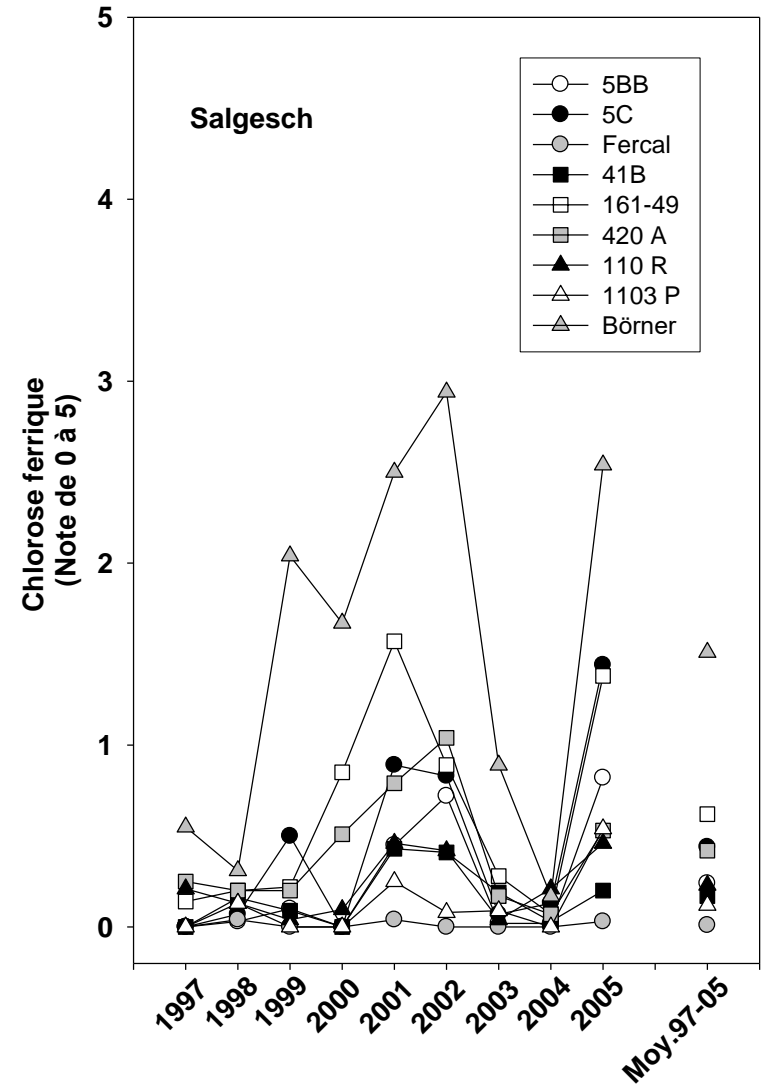 Salgesch
5BB
5C
Fercal
41B
161-49
420 A
110 R
1103 P
Börner
Chlorose ferrique
(Note de 0 à 5)
5
4
3
2
1
0
1997
1998
1999
2000
2001
2002
2003
2004
2005
Moy.97-05